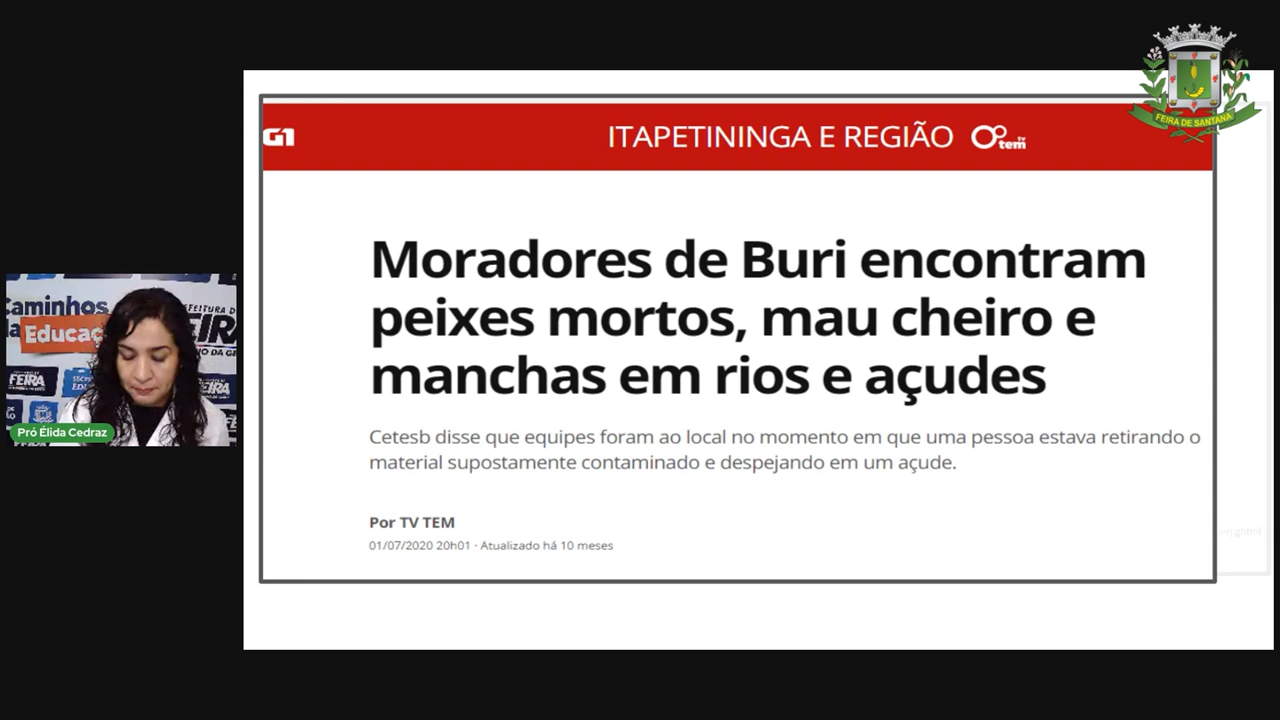 FEIRA DE SANTANA
G1
ITAPETININGA E REGIÃO
tv
tem
Moradores de Buri encontram
peixes mortos, mau cheiro e
manchas em rios e açudes
Cetesb disse que equipes foram ao local no momento em que uma pessoa estava retirando o
material supostamente contaminado e despejando em um açude.
Por TV TEM
01/07/2020 20h01 · Atualizado há 10 meses
Caminhos
Educaç
FEIRA
Pró Élida Cedraz